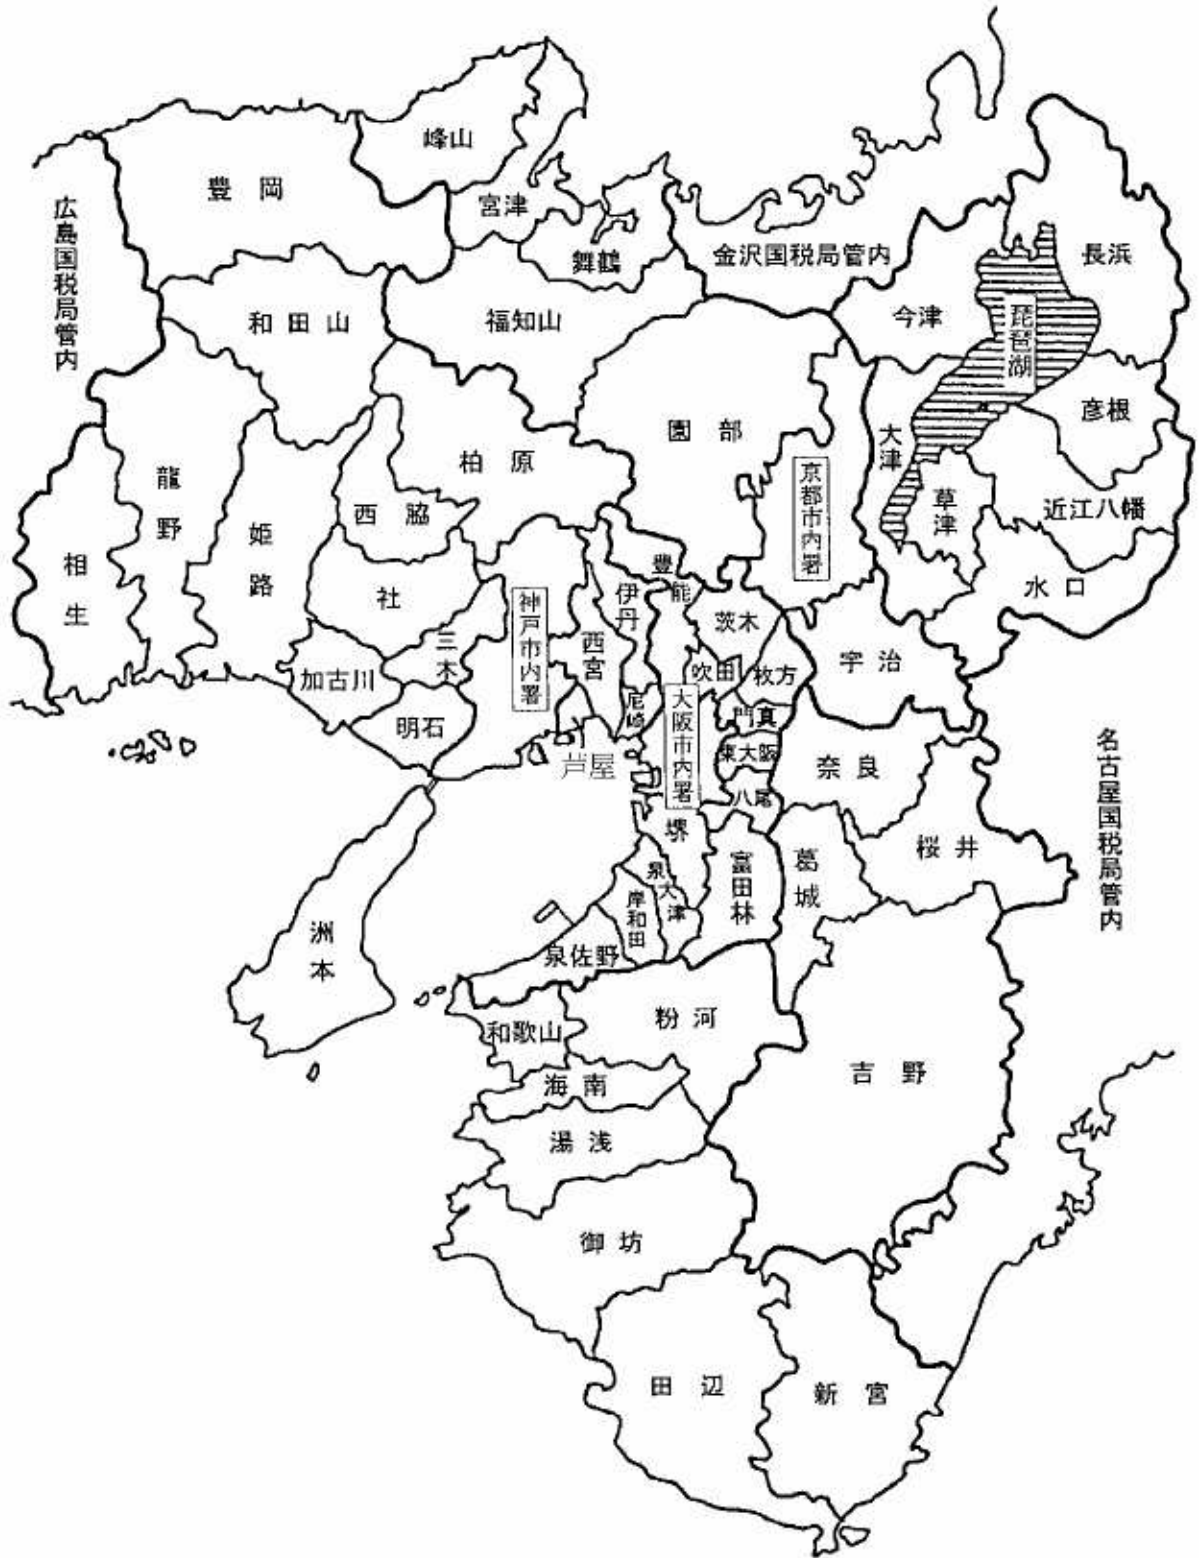 峰山
豊岡
宮津
舞鶴
広島国税局管内
金沢国税局管内
長浜
和田山
福知山
今津
琵琶湖
彦根
園部
大津
柏原
龍野
西脇
京都市内署
草津
近江八幡
姫路
相生
社
神戸市内署
伊丹
豊能
茨木
水口
三木
西宮
吹田
枚方
宇治
加古川
尼崎
大阪市内署
門真
明石
芦屋
東大阪
奈良
名古屋国税局管内
八尾
堺
桜井
富田林
葛城
泉大津
岸和田
洲本
泉佐野
和歌山
粉河
海南
吉野
湯浅
御坊
田辺
新宮